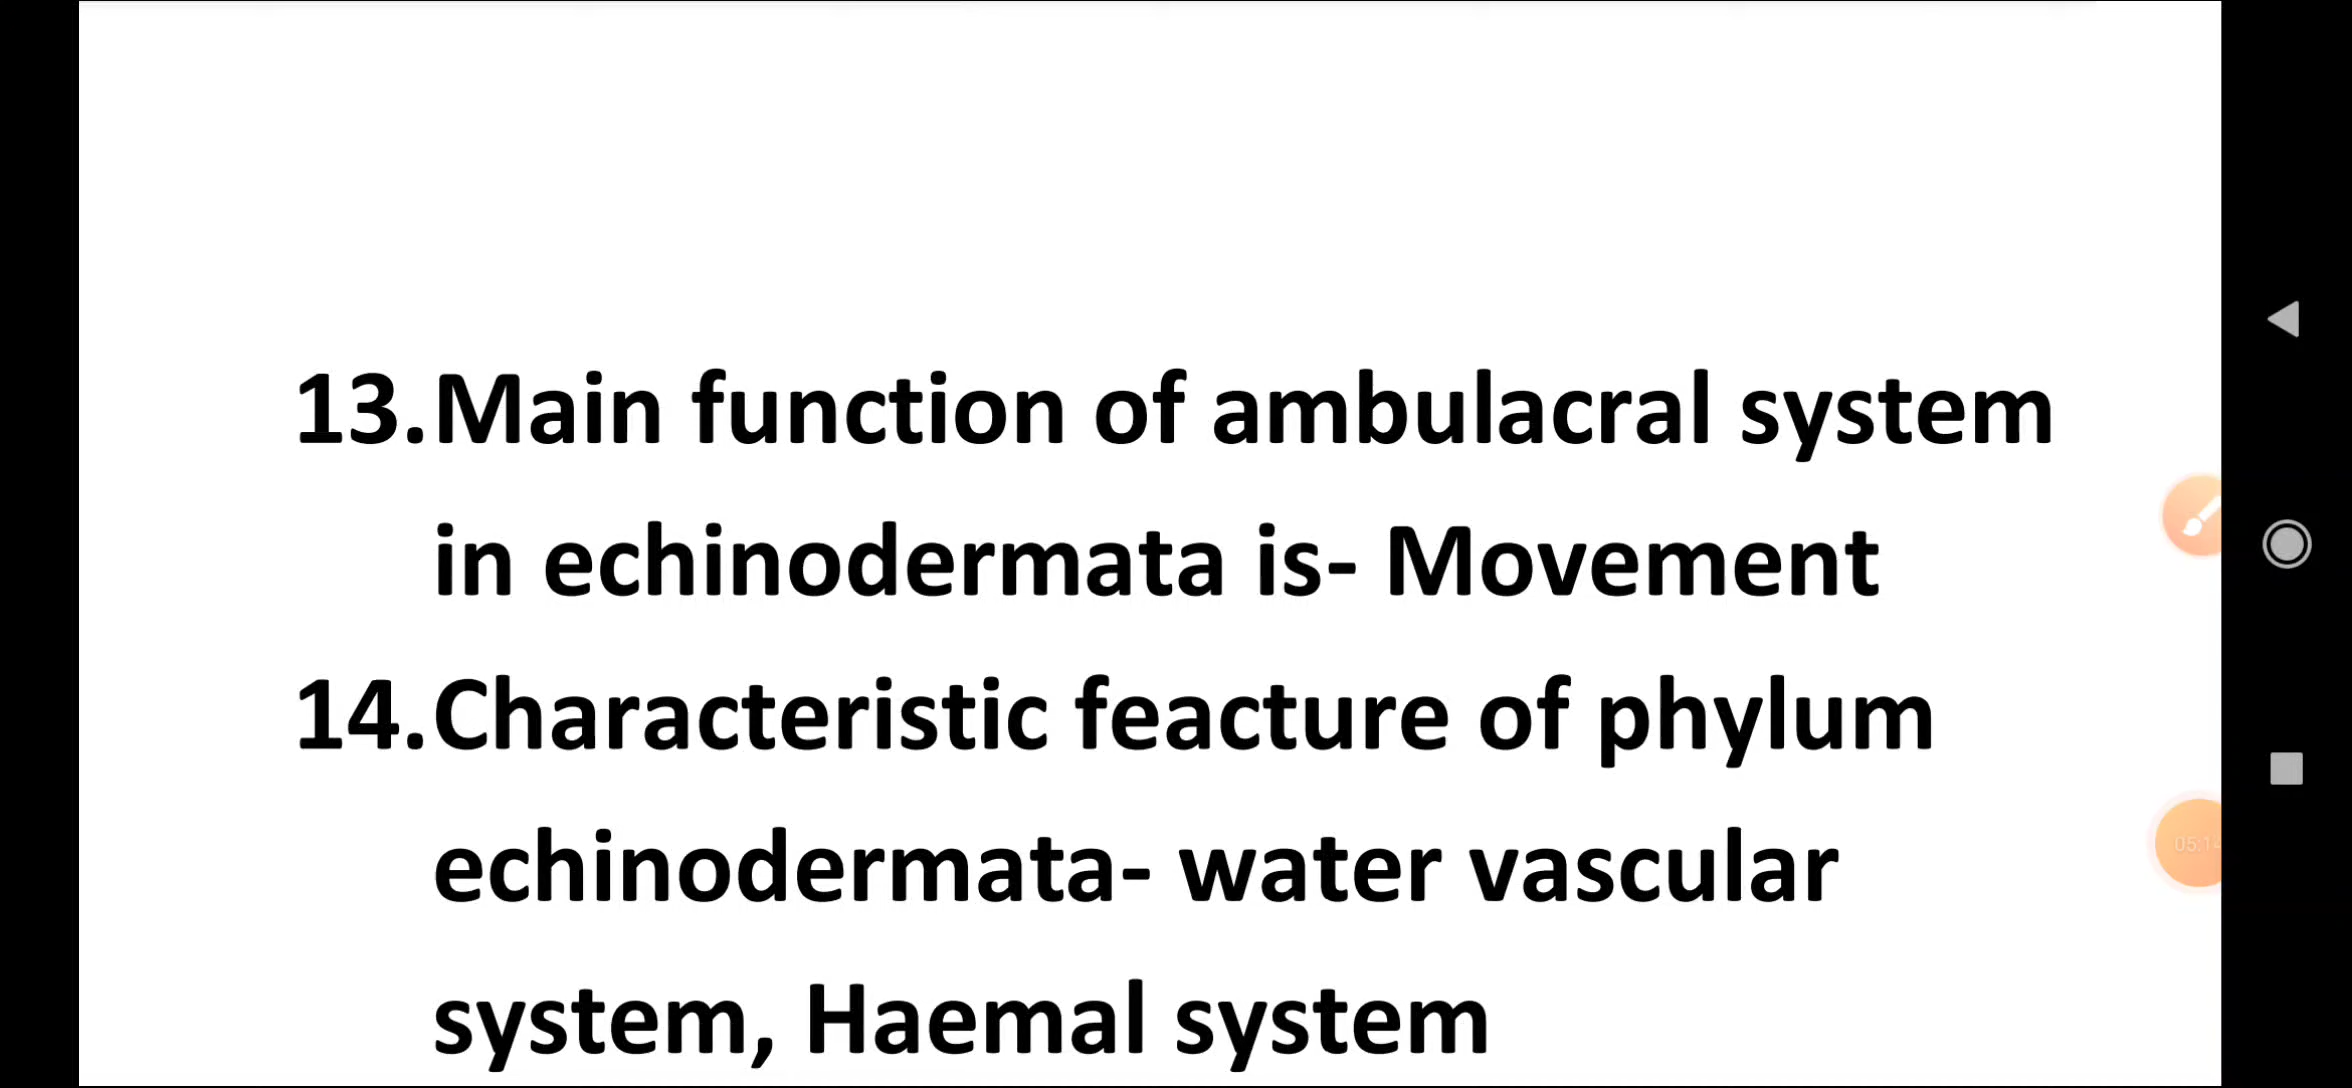 13.Main function of ambulacral system
in echinodermata is- Movement
14.Characteristic feacture of phylum
echinodermata- water vascular
system, Haemal system